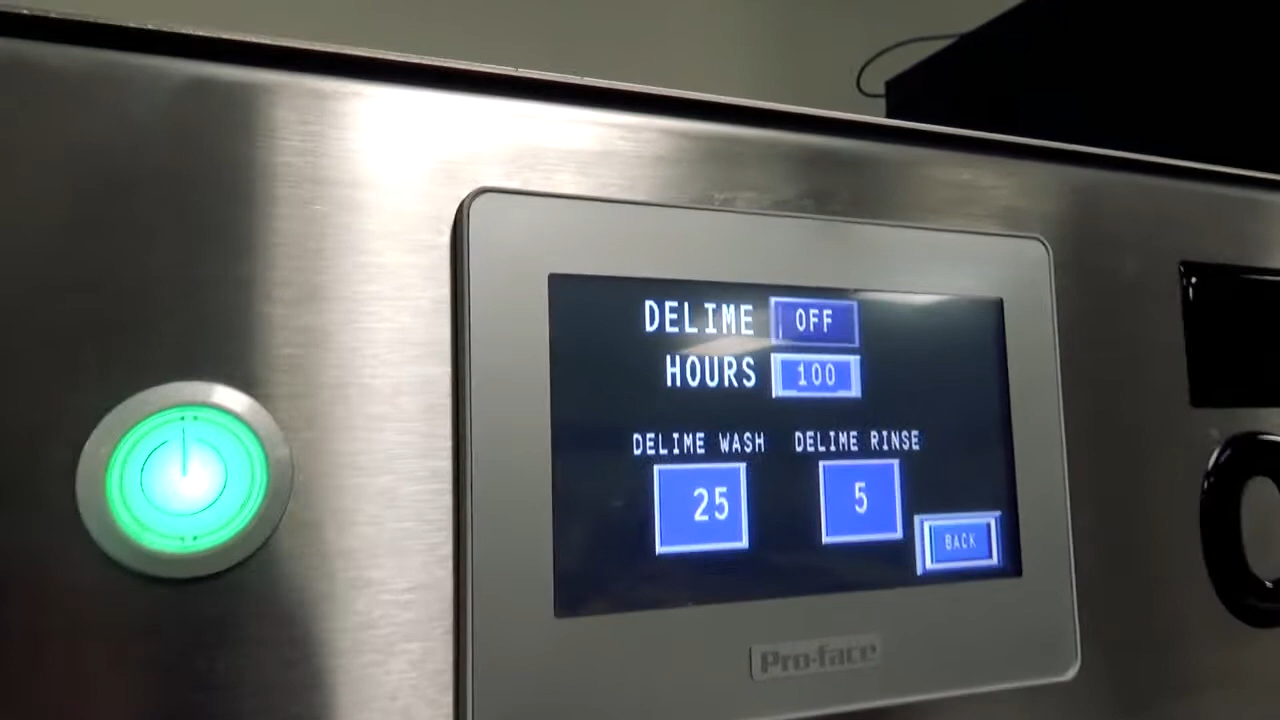 DELIME OFF
HOURS 100
DELIME WASH DELIME RINSE
25 5
BACK
Pro-face